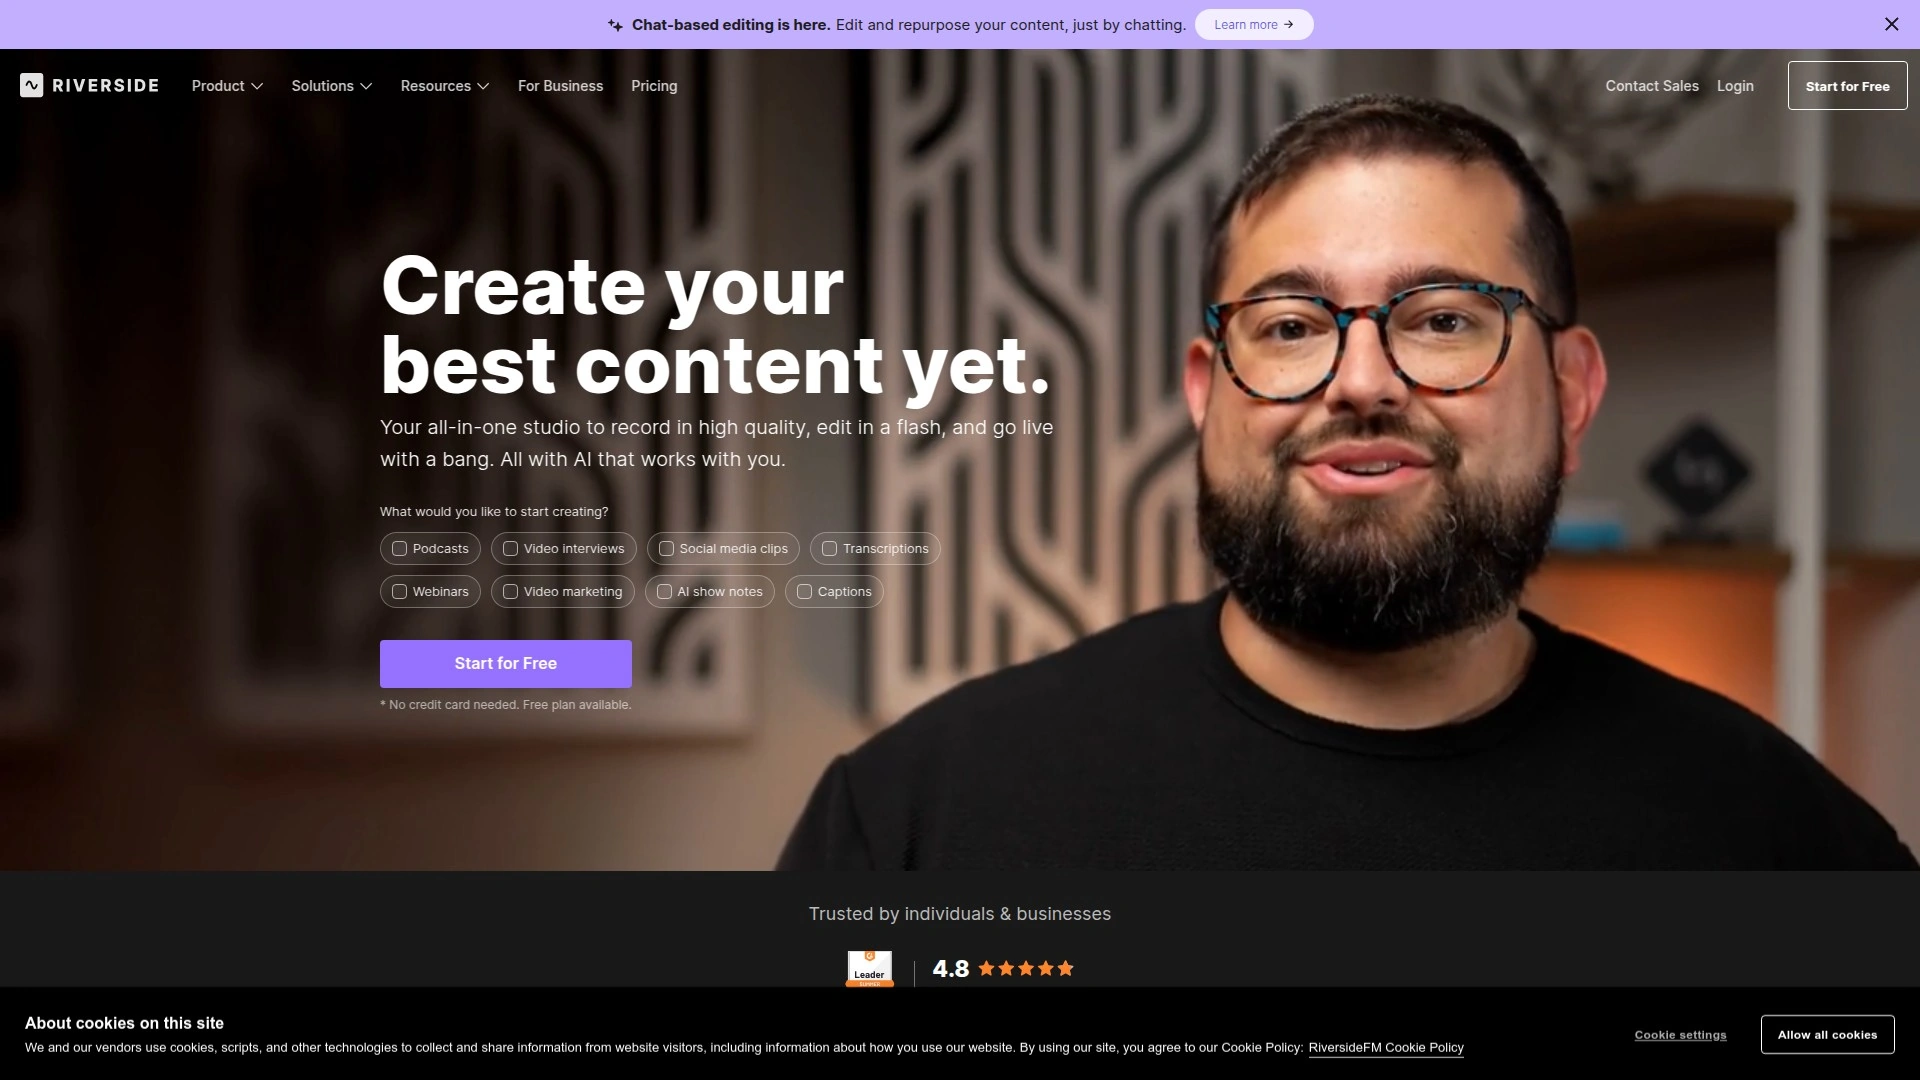 Chat-based editing is here. Edit and repurpose your content, just by chatting. Learn more →
RIVERSIDE Product Solutions Resources For Business Pricing Contact Sales Login Start for Free
Create your
best content yet.
Your all-in-one studio to record in high quality, edit in a flash, and go live
with a bang. All with AI that works with you.
What would you like to start creating?
Podcasts Video interviews Social media clips Transcriptions
Webinars Video marketing AI show notes Captions
Start for Free
* No credit card needed. Free plan available.
Trusted by individuals & businesses
Leader
SUMMER
4.8
About cookies on this site
We and our vendors use cookies, scripts, and other technologies to collect and share information from website visitors, including information about how you use our website. By using our site, you agree to our Cookie Policy: RiversideFM Cookie Policy
Cookie settings Allow all cookies